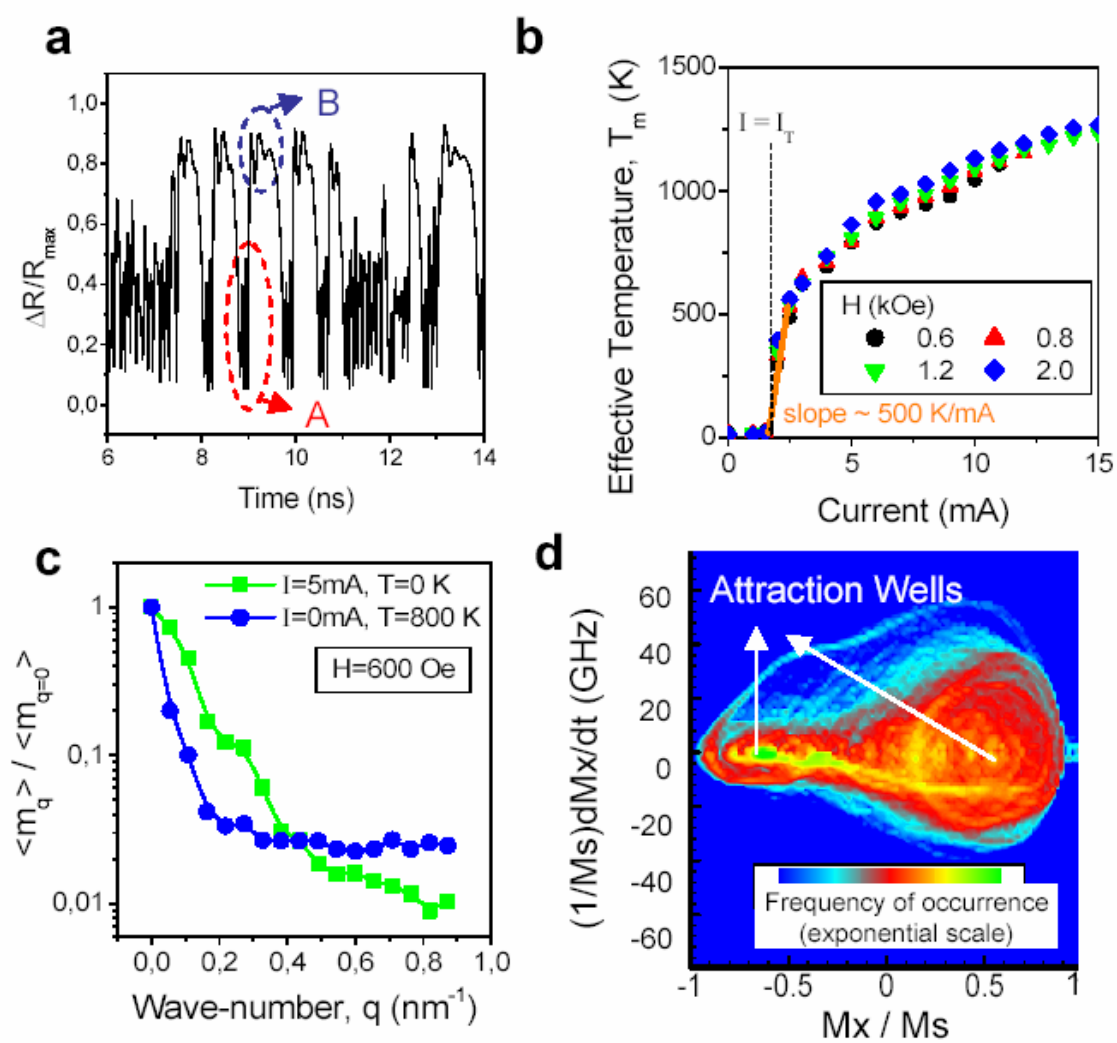 a
1,0
0,8
0,6
0,4
0,2
0,0
ΔR/R_max
B
A
6 8 10 12 14
Time (ns)
b
1500
1000
500
0
Effective Temperature, T_m (K)
I = I_T
H (kOe)
0.6 0.8
1.2 2.0
slope ~ 500 K/mA
0 5 10 15
Current (mA)
c
1
0,1
0,01
<m_q> / <m_q=0>
I=5mA, T=0 K
I=0mA, T=800 K
H=600 Oe
0,0 0,2 0,4 0,6 0,8 1,0
Wave-number, q (nm⁻¹)
d
60
40
20
0
-20
-40
-60
(1/Ms)dMx/dt (GHz)
Attraction Wells
Frequency of occurrence
(exponential scale)
-1 -0.5 0 0.5 1
Mx / Ms